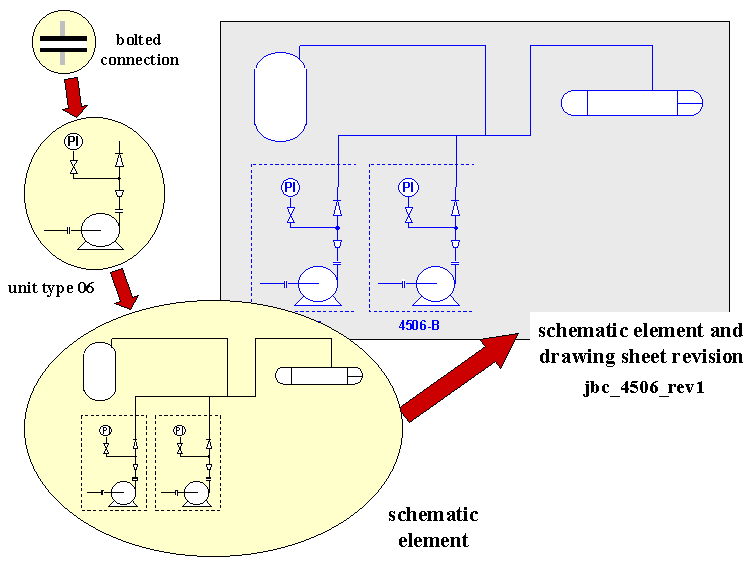 bolted
connection
PI
unit type 06
PI
PI
4506-B
schematic element and
drawing sheet revision
jbc_4506_rev1
PI
PI
schematic
element